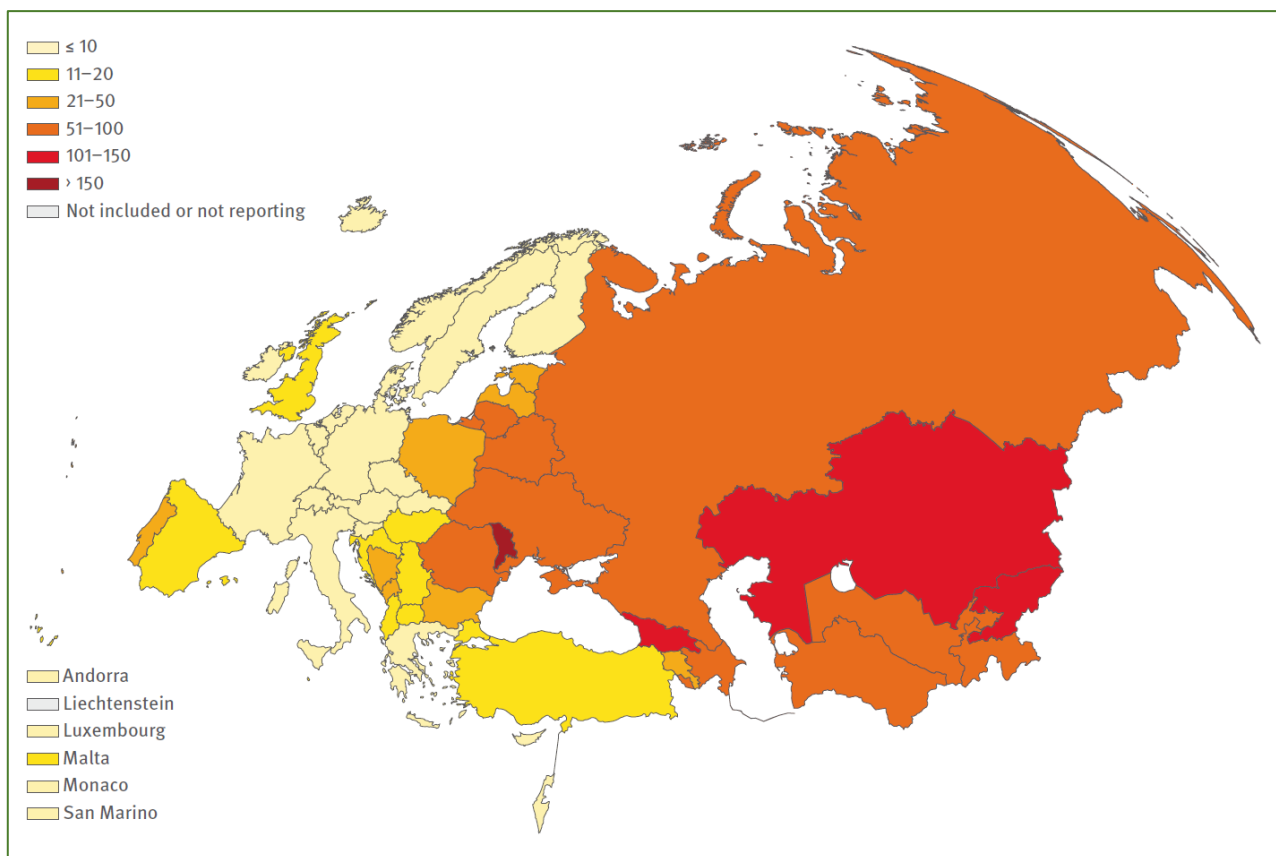 ≤ 10
11–20
21–50
51–100
101–150
› 150
Not included or not reporting
Andorra
Liechtenstein
Luxembourg
Malta
Monaco
San Marino